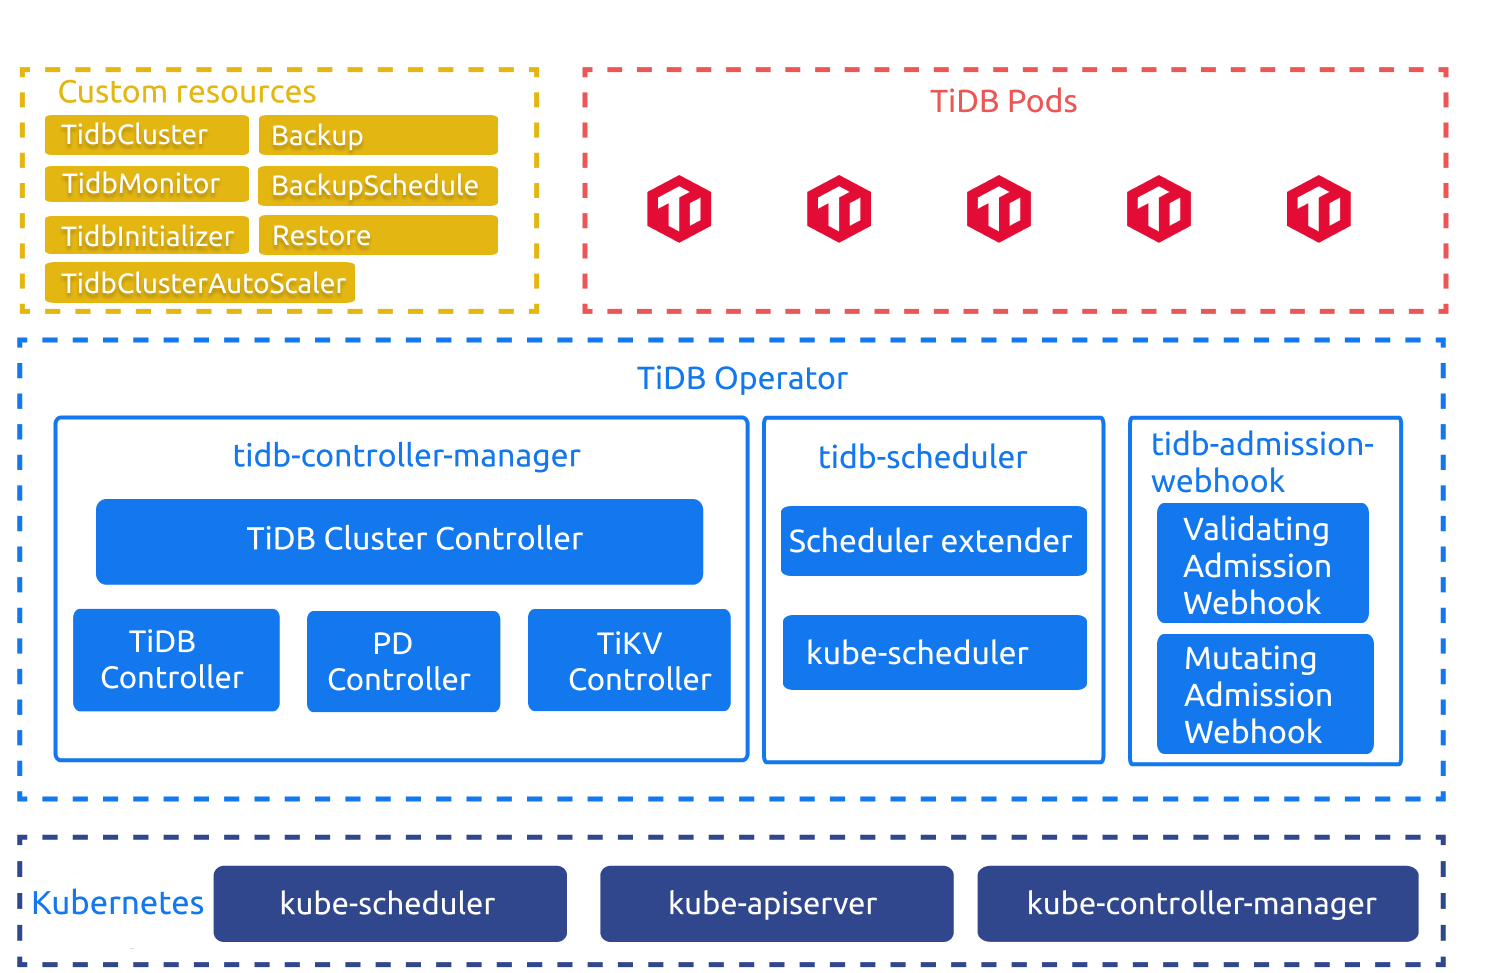 Custom resources
TidbCluster
Backup
TidbMonitor
BackupSchedule
TidbInitializer
Restore
TidbClusterAutoScaler
TiDB Pods
TiDB Operator
tidb-controller-manager
TiDB Cluster Controller
TiDB
Controller
PD
Controller
TiKV
Controller
tidb-scheduler
Scheduler extender
kube-scheduler
tidb-admission-
webhook
Validating
Admission
Webhook
Mutating
Admission
Webhook
Kubernetes
kube-scheduler
kube-apiserver
kube-controller-manager